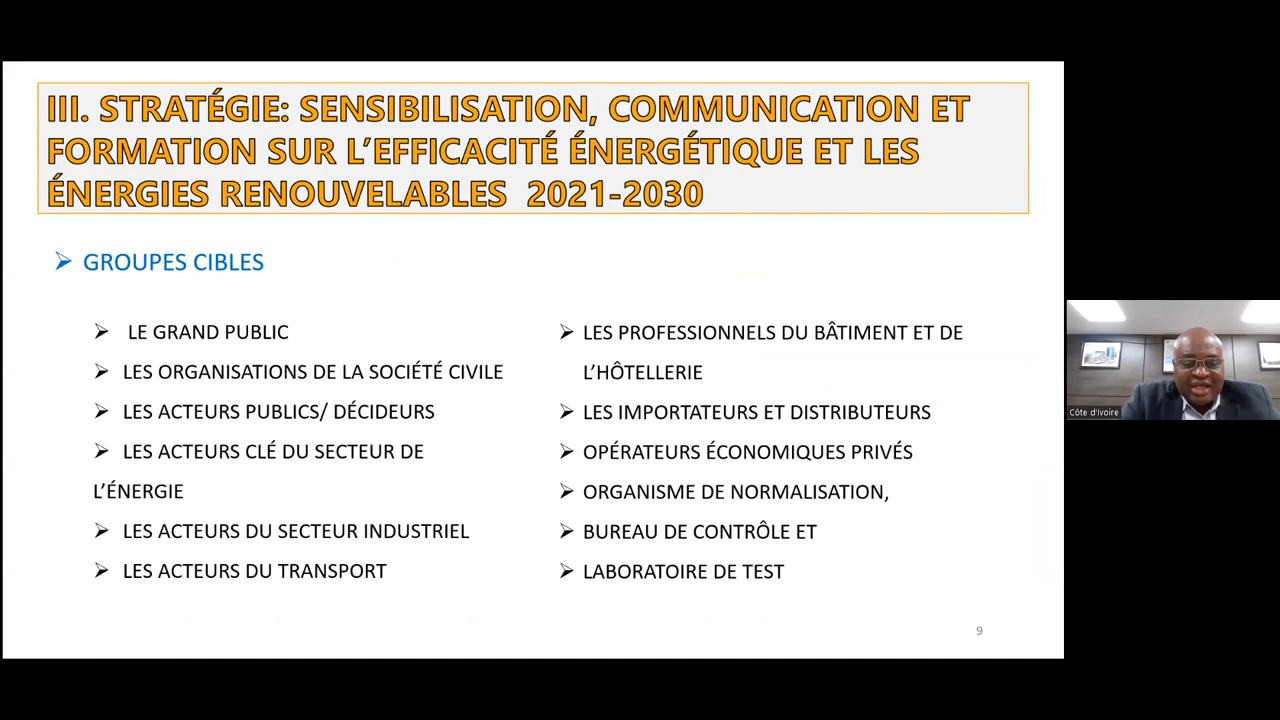 III. STRATÉGIE: SENSIBILISATION, COMMUNICATION ET
FORMATION SUR L’EFFICACITÉ ÉNERGÉTIQUE ET LES
ÉNERGIES RENOUVELABLES 2021-2030
GROUPES CIBLES
LE GRAND PUBLIC
LES ORGANISATIONS DE LA SOCIÉTÉ CIVILE
LES ACTEURS PUBLICS/ DÉCIDEURS
LES ACTEURS CLÉ DU SECTEUR DE
L’ÉNERGIE
LES ACTEURS DU SECTEUR INDUSTRIEL
LES ACTEURS DU TRANSPORT
LES PROFESSIONNELS DU BÂTIMENT ET DE
L’HÔTELLERIE
LES IMPORTATEURS ET DISTRIBUTEURS
OPÉRATEURS ÉCONOMIQUES PRIVÉS
ORGANISME DE NORMALISATION,
BUREAU DE CONTRÔLE ET
LABORATOIRE DE TEST
9
Côte d'Ivoire